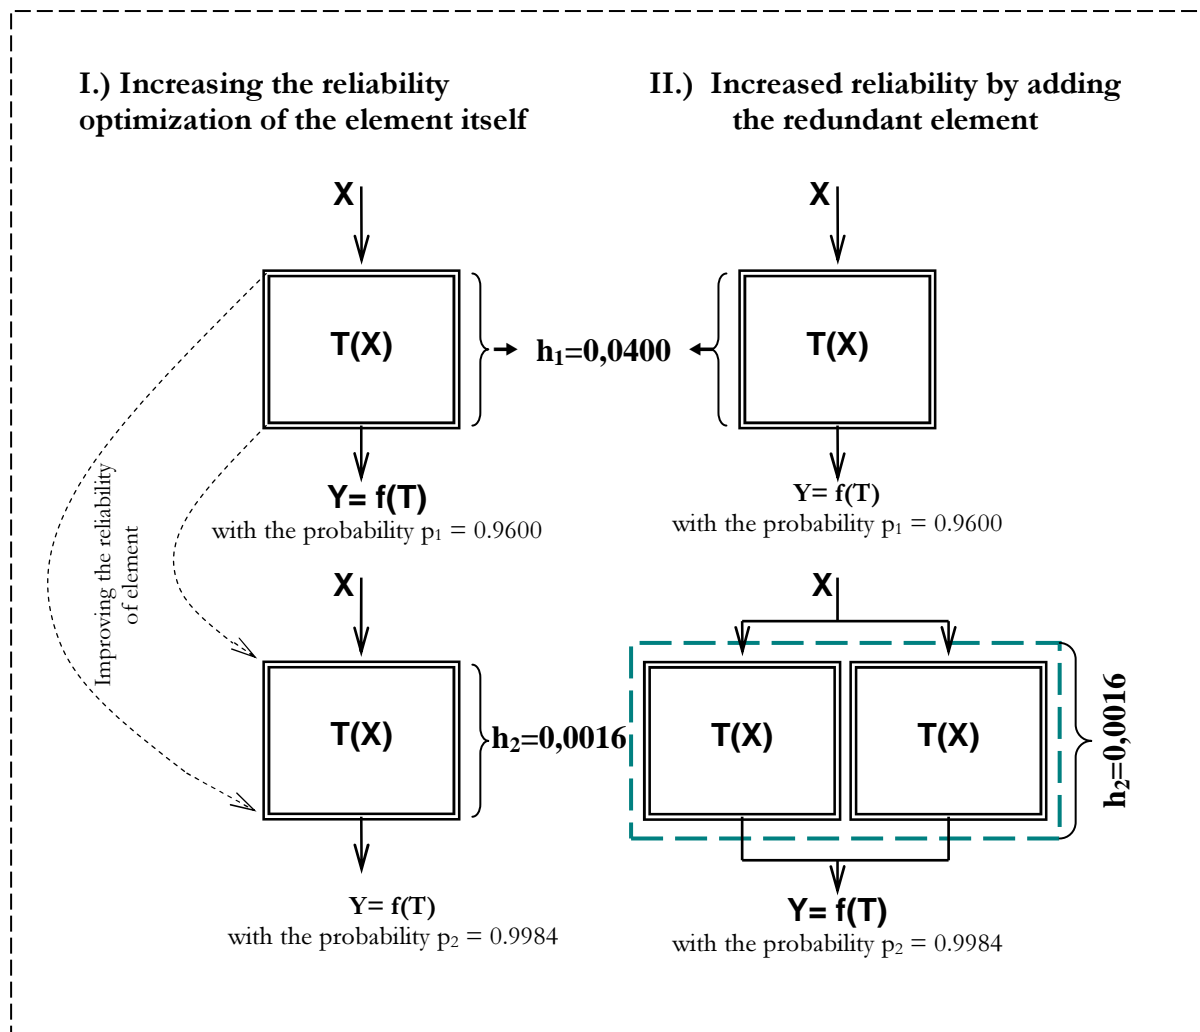 I.) Increasing the reliability
optimization of the element itself
II.) Increased reliability by adding
the redundant element
X
X
T(X)
h₁=0,0400
T(X)
Y= f(T)
with the probability p₁ = 0.9600
Y= f(T)
with the probability p₁ = 0.9600
Improving the reliability
of element
X
X
T(X)
h₂=0,0016
T(X)
T(X)
h₂=0,0016
Y= f(T)
with the probability p₂ = 0.9984
Y= f(T)
with the probability p₂ = 0.9984